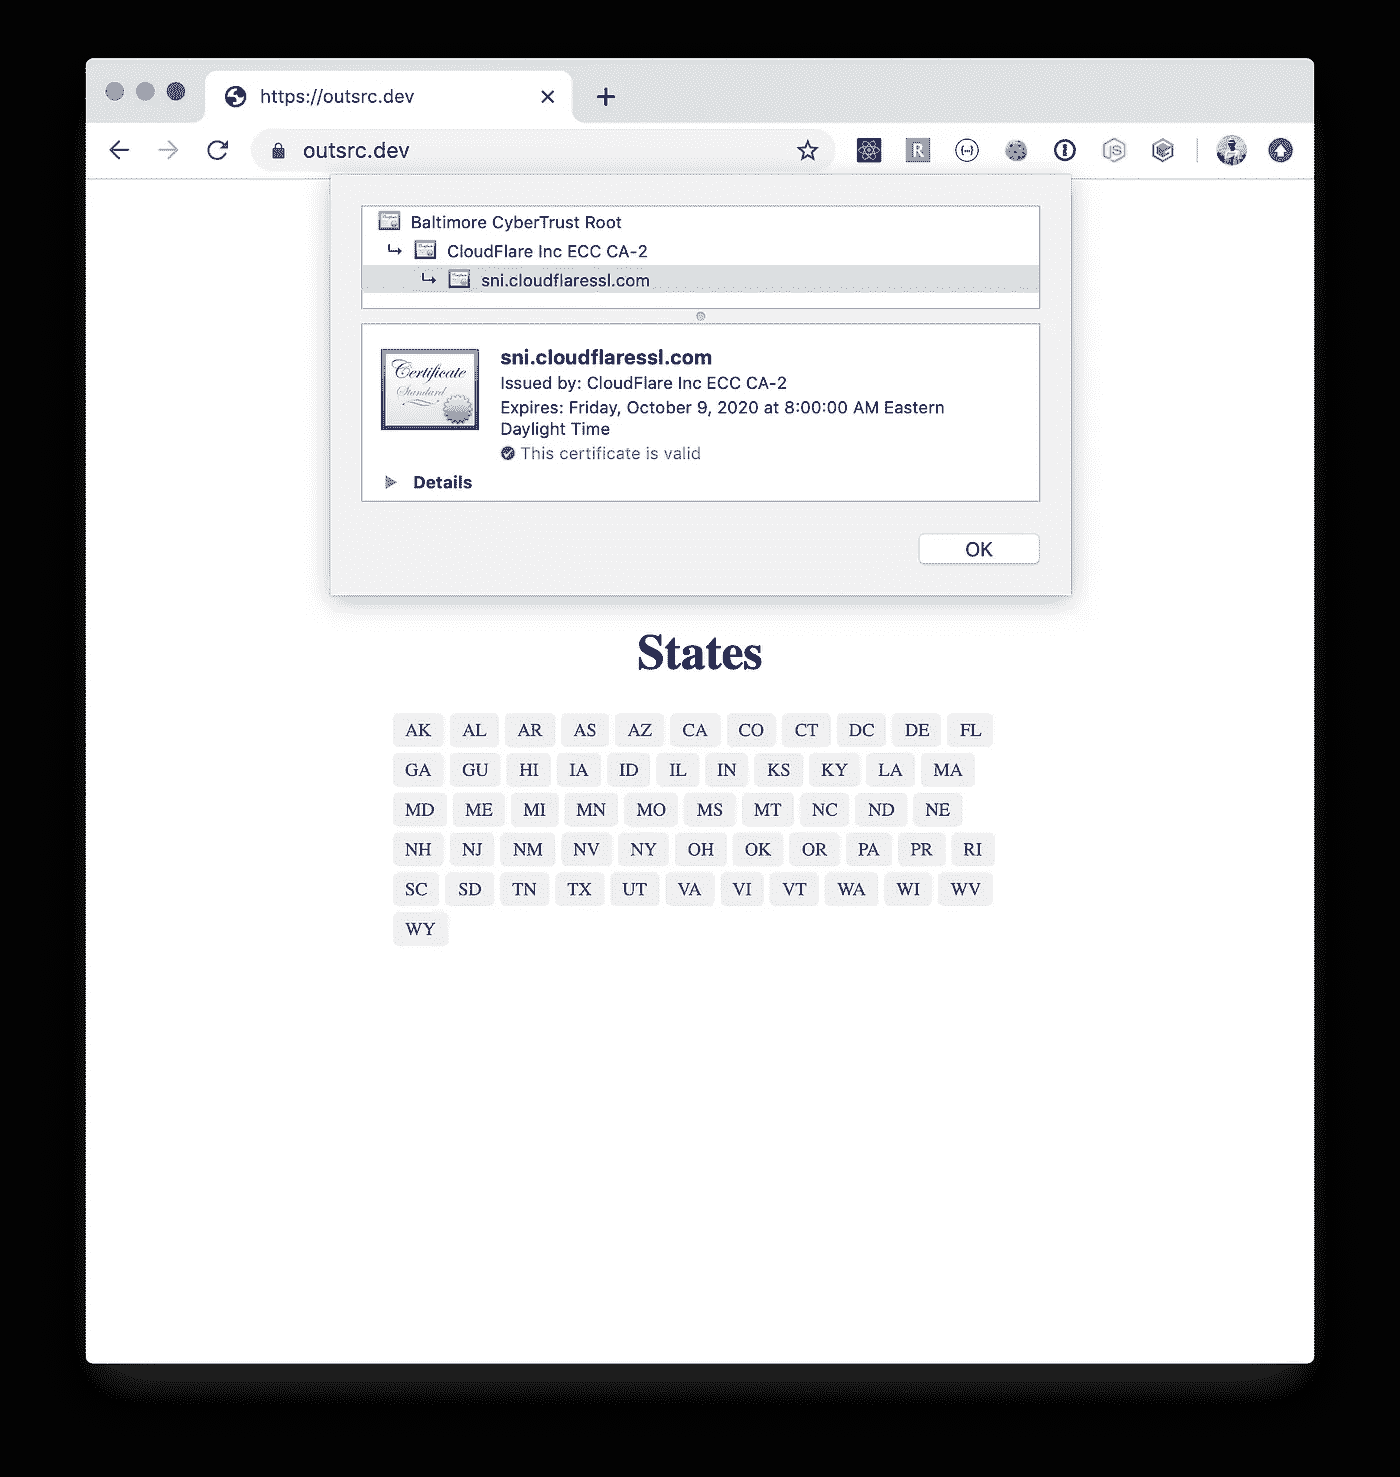 https://outsrc.dev
outsrc.dev
R
JS
Baltimore CyberTrust Root
CloudFlare Inc ECC CA-2
sni.cloudflaressl.com
Certificate
Standard
sni.cloudflaressl.com
Issued by: CloudFlare Inc ECC CA-2
Expires: Friday, October 9, 2020 at 8:00:00 AM Eastern
Daylight Time
This certificate is valid
Details
OK
States
AK AL AR AS AZ CA CO CT DC DE FL
GA GU HI IA ID IL IN KS KY LA MA
MD ME MI MN MO MS MT NC ND NE
NH NJ NM NV NY OH OK OR PA PR RI
SC SD TN TX UT VA VI VT WA WI WV
WY